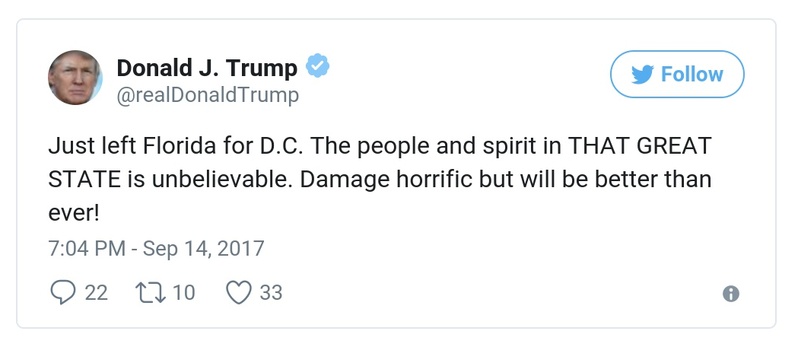 Donald J. Trump
@realDonaldTrump
Follow
Just left Florida for D.C. The people and spirit in THAT GREAT
STATE is unbelievable. Damage horrific but will be better than
ever!
7:04 PM - Sep 14, 2017
22 10 33